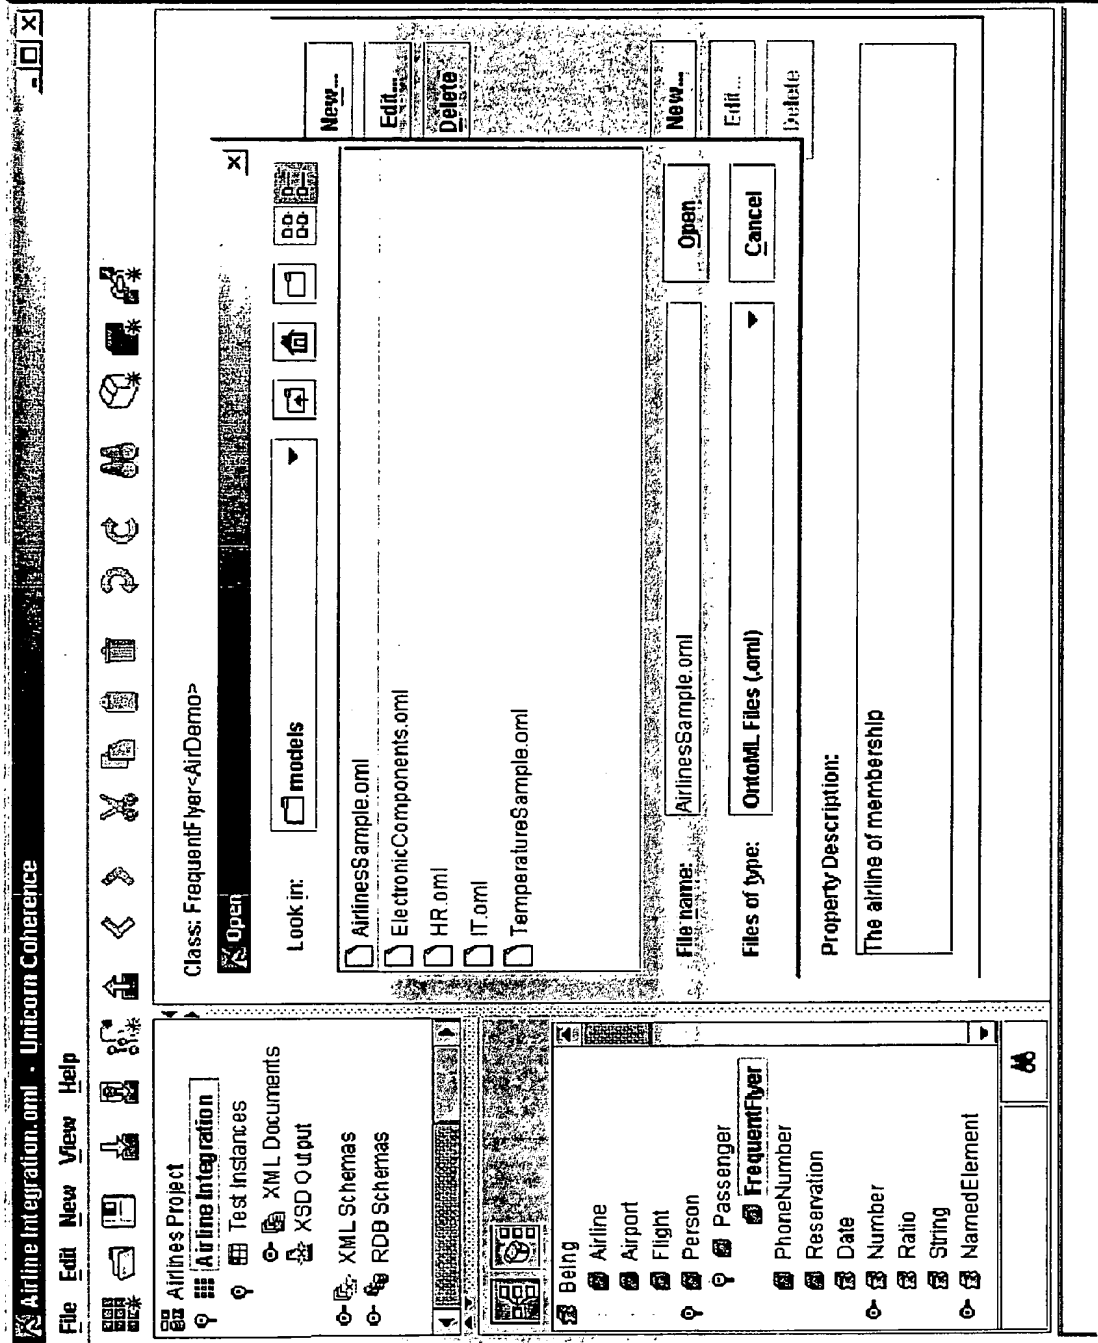 Airline Integration.oml - Unicorn Coherence
File Edit New View Help
Airlines Project
Airline Integration
Test Instances
XML Documents
XSD Output
XML Schemas
RDB Schemas
Being
Airline
Airport
Flight
Person
Passenger
FrequentFlyer
PhoneNumber
Reservation
Date
Number
Ratio
String
NamedElement
Class: FrequentFlyer<AirDemo>
Open
Look in: models
AirlinesSample.oml
ElectronicComponents.oml
HR.oml
IT.oml
TemperatureSample.oml
File name: AirlinesSample.oml Open
Files of type: OntoML Files (.oml) Cancel
New...
Edit...
Delete
New...
Edit...
Delete
Property Description:
The airline of membership